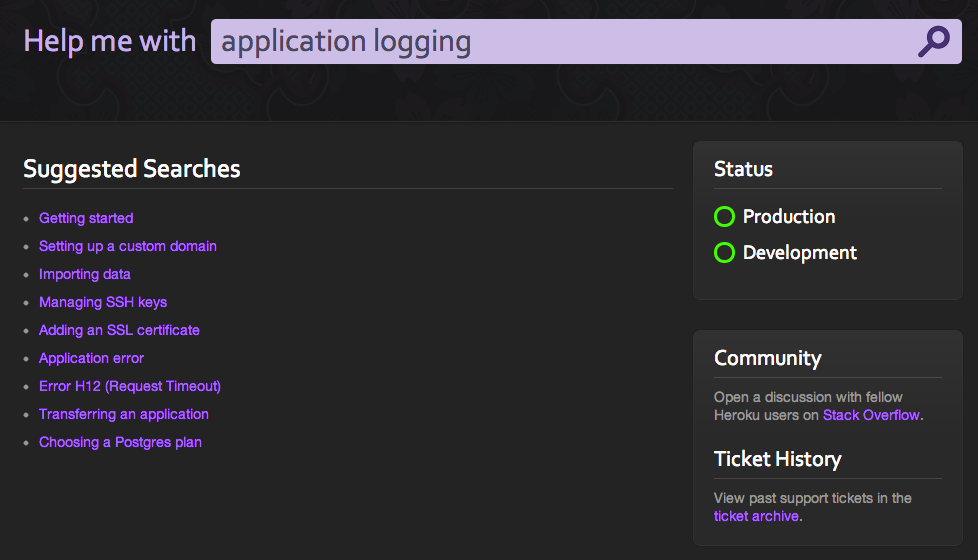 Help me with application logging
Suggested Searches
Getting started
Setting up a custom domain
Importing data
Managing SSH keys
Adding an SSL certificate
Application error
Error H12 (Request Timeout)
Transferring an application
Choosing a Postgres plan
Status
Production
Development
Community
Open a discussion with fellow
Heroku users on Stack Overflow.
Ticket History
View past support tickets in the
ticket archive.